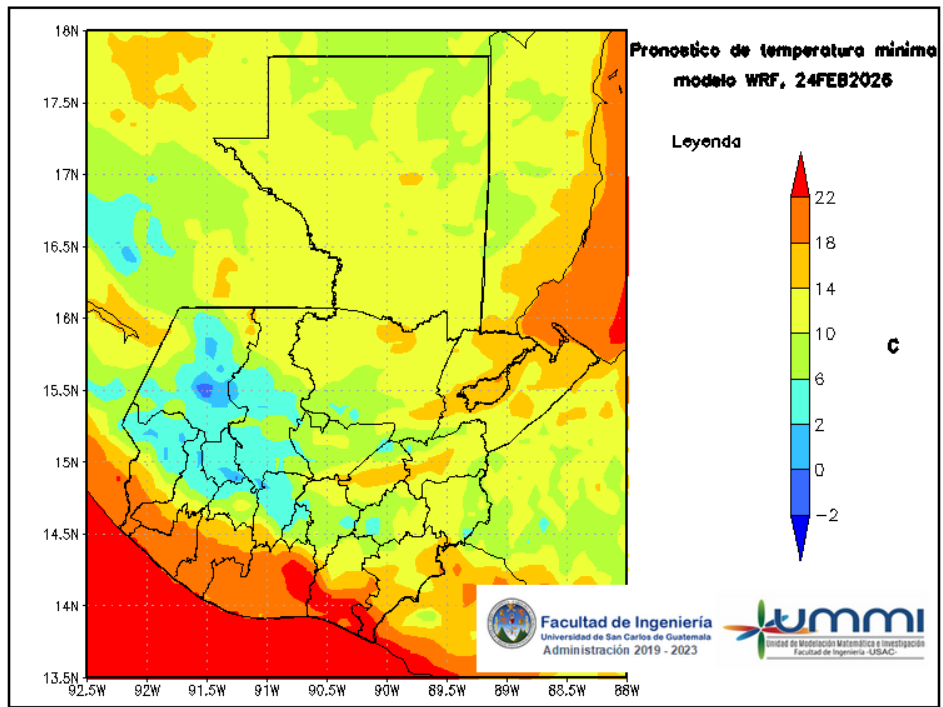 Pronostico de temperatura minima
modelo WRF, 24FEB2026
Leyenda
22
18
14
10
6
2
0
−2
C
18N
17.5N
17N
16.5N
16N
15.5N
15N
14.5N
14N
13.5N
92.5W 92W 91.5W 91W 90.5W 90W 89.5W 89W 88.5W 88W
Facultad de Ingeniería
Universidad de San Carlos de Guatemala
Administración 2019 - 2023
ummi
Unidad de Modelación Matemática e Investigación
Facultad de Ingeniería -USAC-